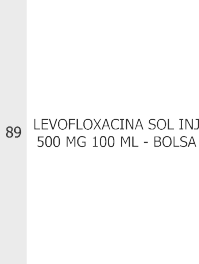 89
LEVOFLOXACINA SOL INJ
500 MG 100 ML - BOLSA